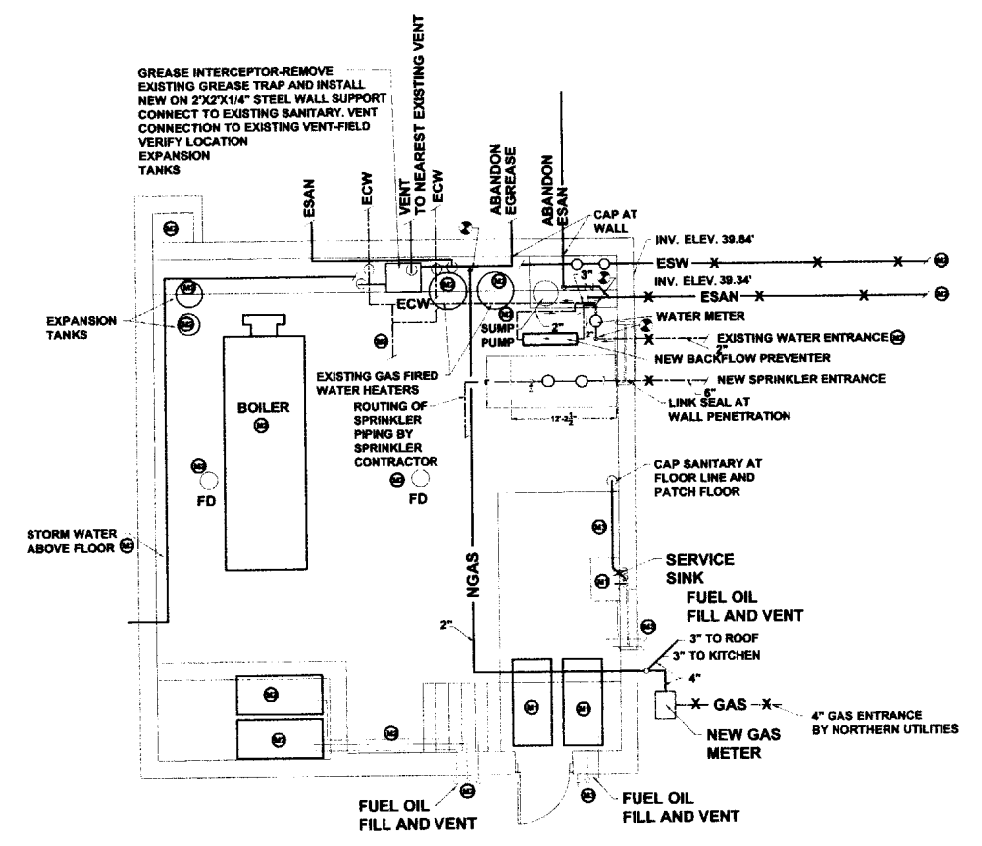 GREASE INTERCEPTOR-REMOVE
EXISTING GREASE TRAP AND INSTALL
NEW ON 2'X2'X1/4" STEEL WALL SUPPORT
CONNECT TO EXISTING SANITARY. VENT
CONNECTION TO EXISTING VENT-FIELD
VERIFY LOCATION
EXPANSION
TANKS
ESAN
ECW
VENT
TO NEAREST EXISTING VENT
ECW
ABANDON
EGREASE
ABANDON
ESAN
CAP AT
WALL
INV. ELEV. 39.84'
ESW
3"
INV. ELEV. 39.34'
ESAN
ECW
EXPANSION
TANKS
SUMP
PUMP
2"
2"
WATER METER
EXISTING WATER ENTRANCE
2"
NEW BACKFLOW PREVENTER
EXISTING GAS FIRED
WATER HEATERS
NEW SPRINKLER ENTRANCE
6"
LINK SEAL AT
WALL PENETRATION
ROUTING OF
SPRINKLER
PIPING BY
SPRINKLER
CONTRACTOR
12'-2½"
BOILER
FD
FD
CAP SANITARY AT
FLOOR LINE AND
PATCH FLOOR
STORM WATER
ABOVE FLOOR
NGAS
SERVICE
SINK
M1
FUEL OIL
FILL AND VENT
2"
3" TO ROOF
3" TO KITCHEN
4"
GAS
4" GAS ENTRANCE
BY NORTHERN UTILITIES
NEW GAS
METER
M1
M1
FUEL OIL
FILL AND VENT
FUEL OIL
FILL AND VENT